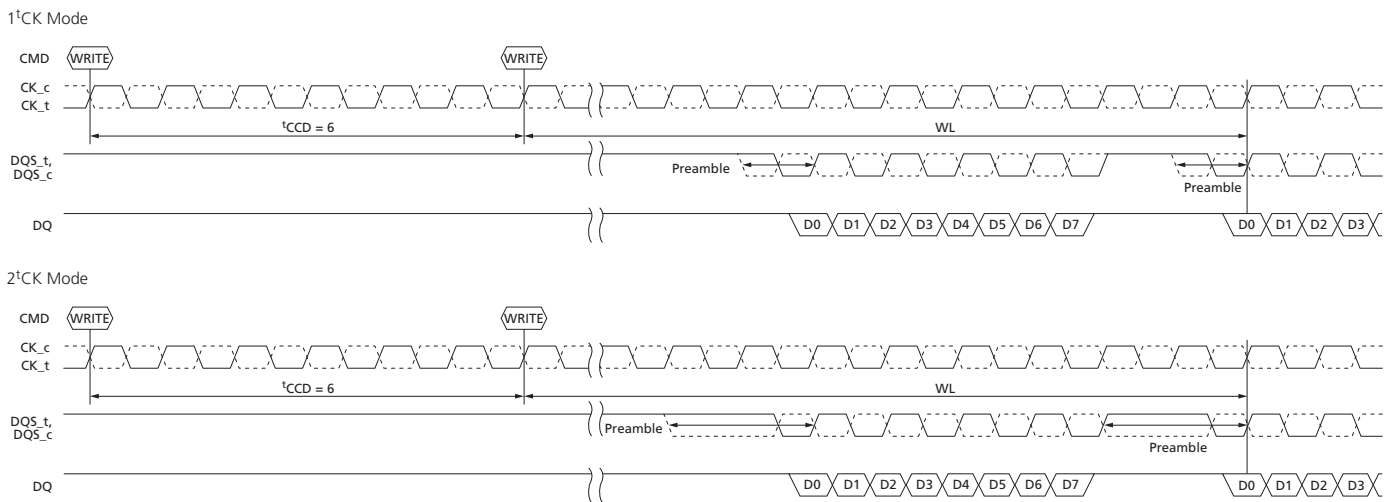 1ᵗCK Mode
CMD WRITE WRITE
CK_c
CK_t
ᵗCCD = 6 WL
DQS_t,
DQS_c
Preamble Preamble
DQ D0 D1 D2 D3 D4 D5 D6 D7 D0 D1 D2 D3
2ᵗCK Mode
CMD WRITE WRITE
CK_c
CK_t
ᵗCCD = 6 WL
DQS_t,
DQS_c
Preamble Preamble
DQ D0 D1 D2 D3 D4 D5 D6 D7 D0 D1 D2 D3